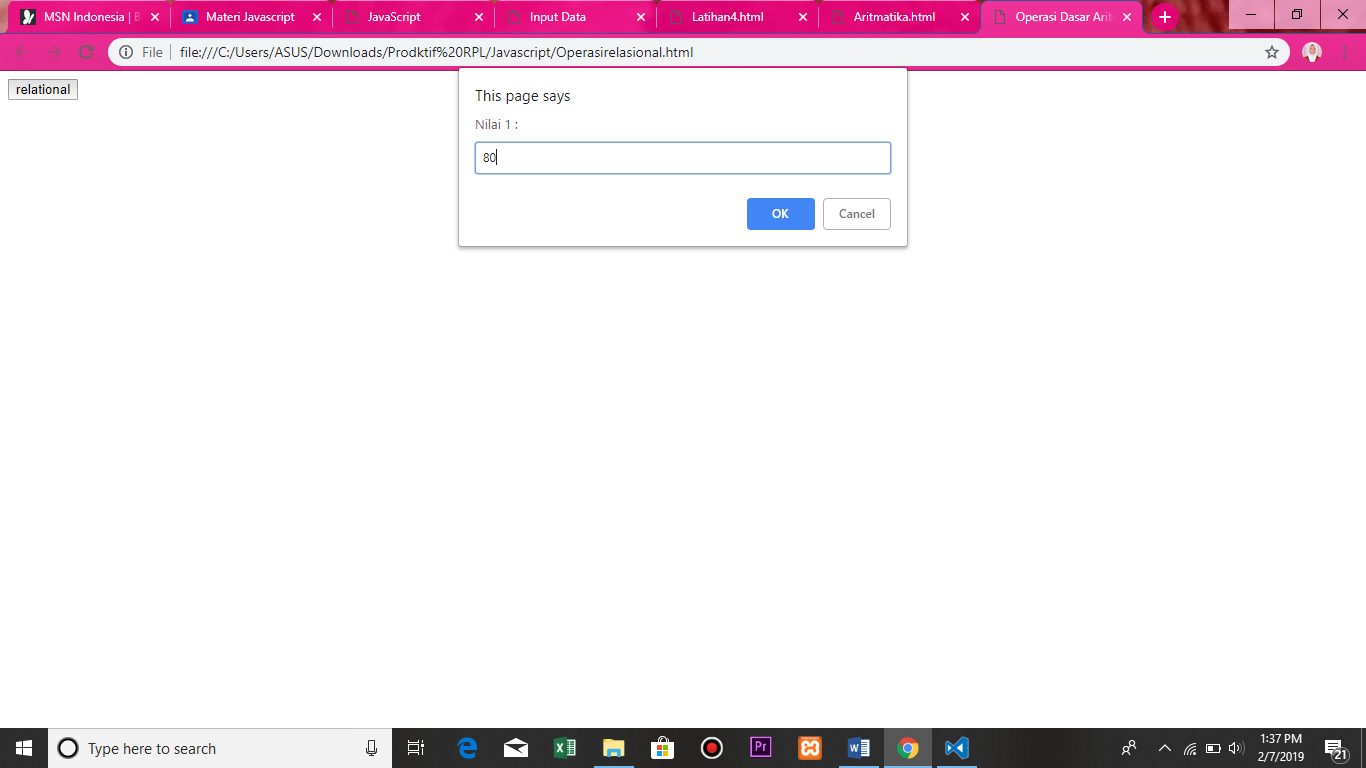 MSN Indonesia | B
Materi Javascript
JavaScript
Input Data
Latihan4.html
Aritmatika.html
Operasi Dasar Arit
File
file:///C:/Users/ASUS/Downloads/Prodktif%20RPL/Javascript/Operasirelasional.html
relational
This page says
Nilai 1 :
80
OK
Cancel
Type here to search
Pr
1:37 PM
2/7/2019
21